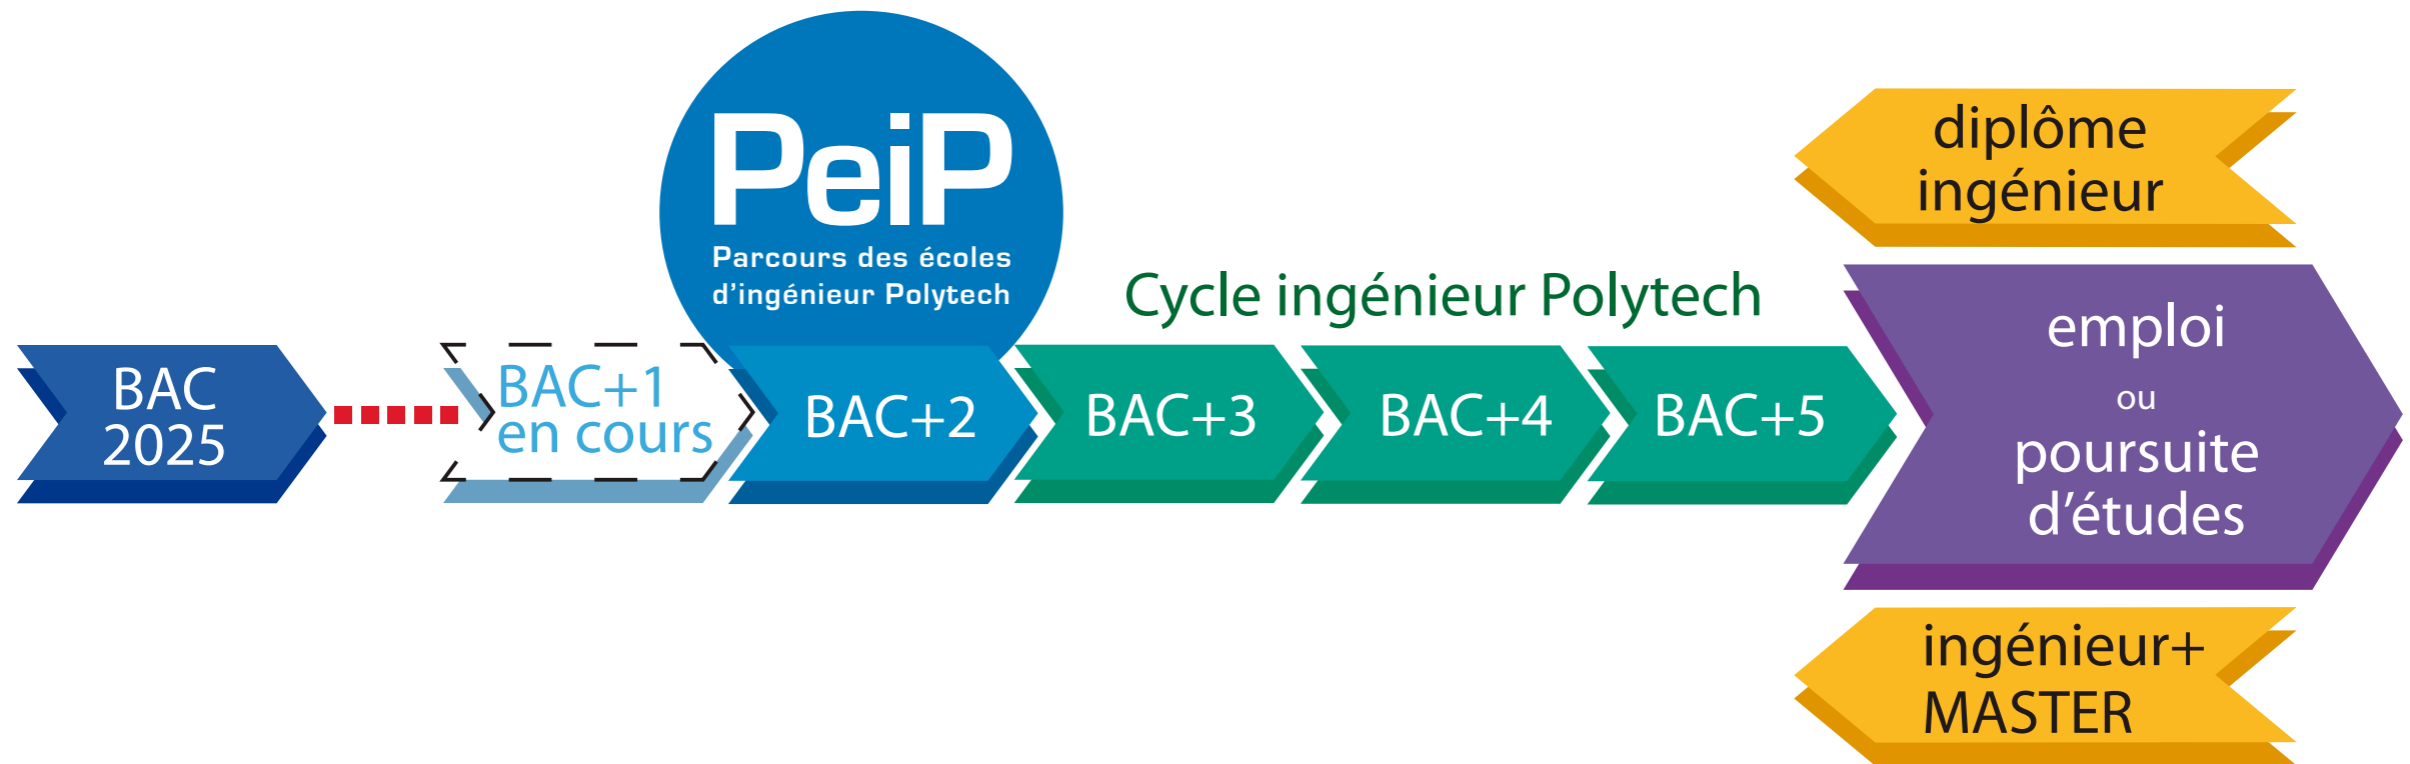 BAC
2025
BAC+1
en cours
PeiP
Parcours des écoles
d'ingénieur Polytech
BAC+2
Cycle ingénieur Polytech
BAC+3
BAC+4
BAC+5
diplôme
ingénieur
emploi
ou
poursuite
d'études
ingénieur+
MASTER